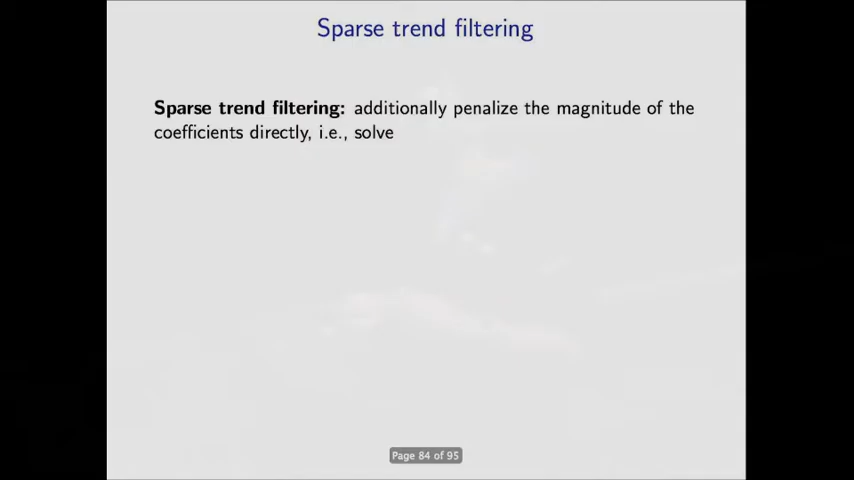 Sparse trend filtering
Sparse trend filtering: additionally penalize the magnitude of the
coefficients directly, i.e., solve
Page 84 of 95